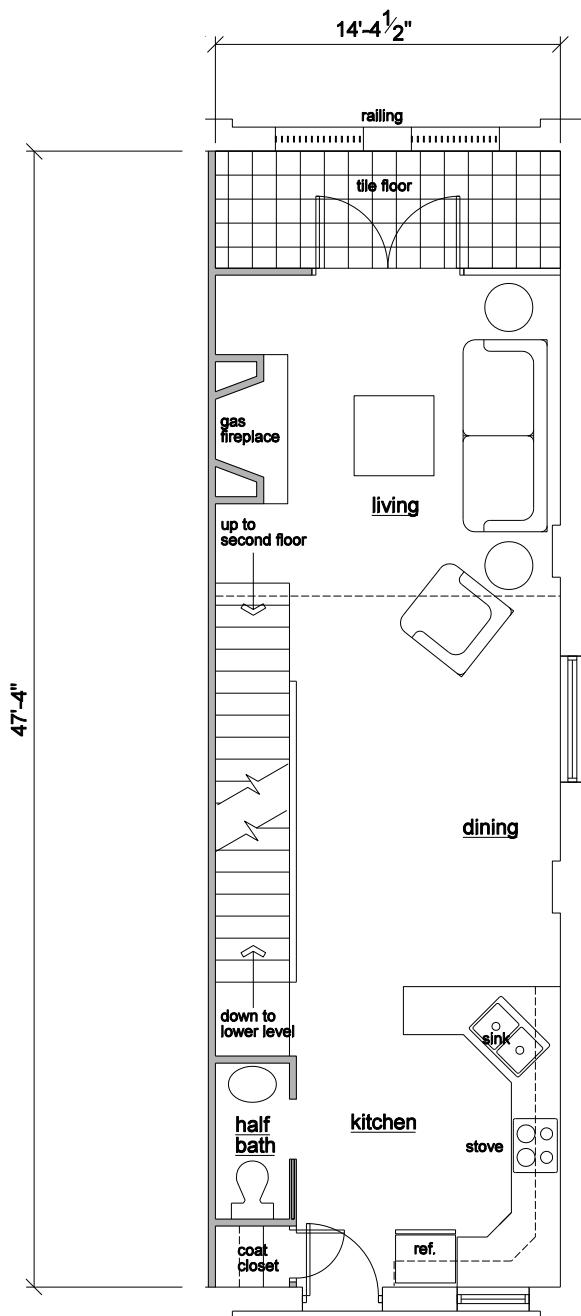 14'-4½"
railing
tile floor
gas
fireplace
living
up to
second floor
47'-4"
dining
down to
lower level
sink
half
bath
kitchen
stove
coat
closet
ref.